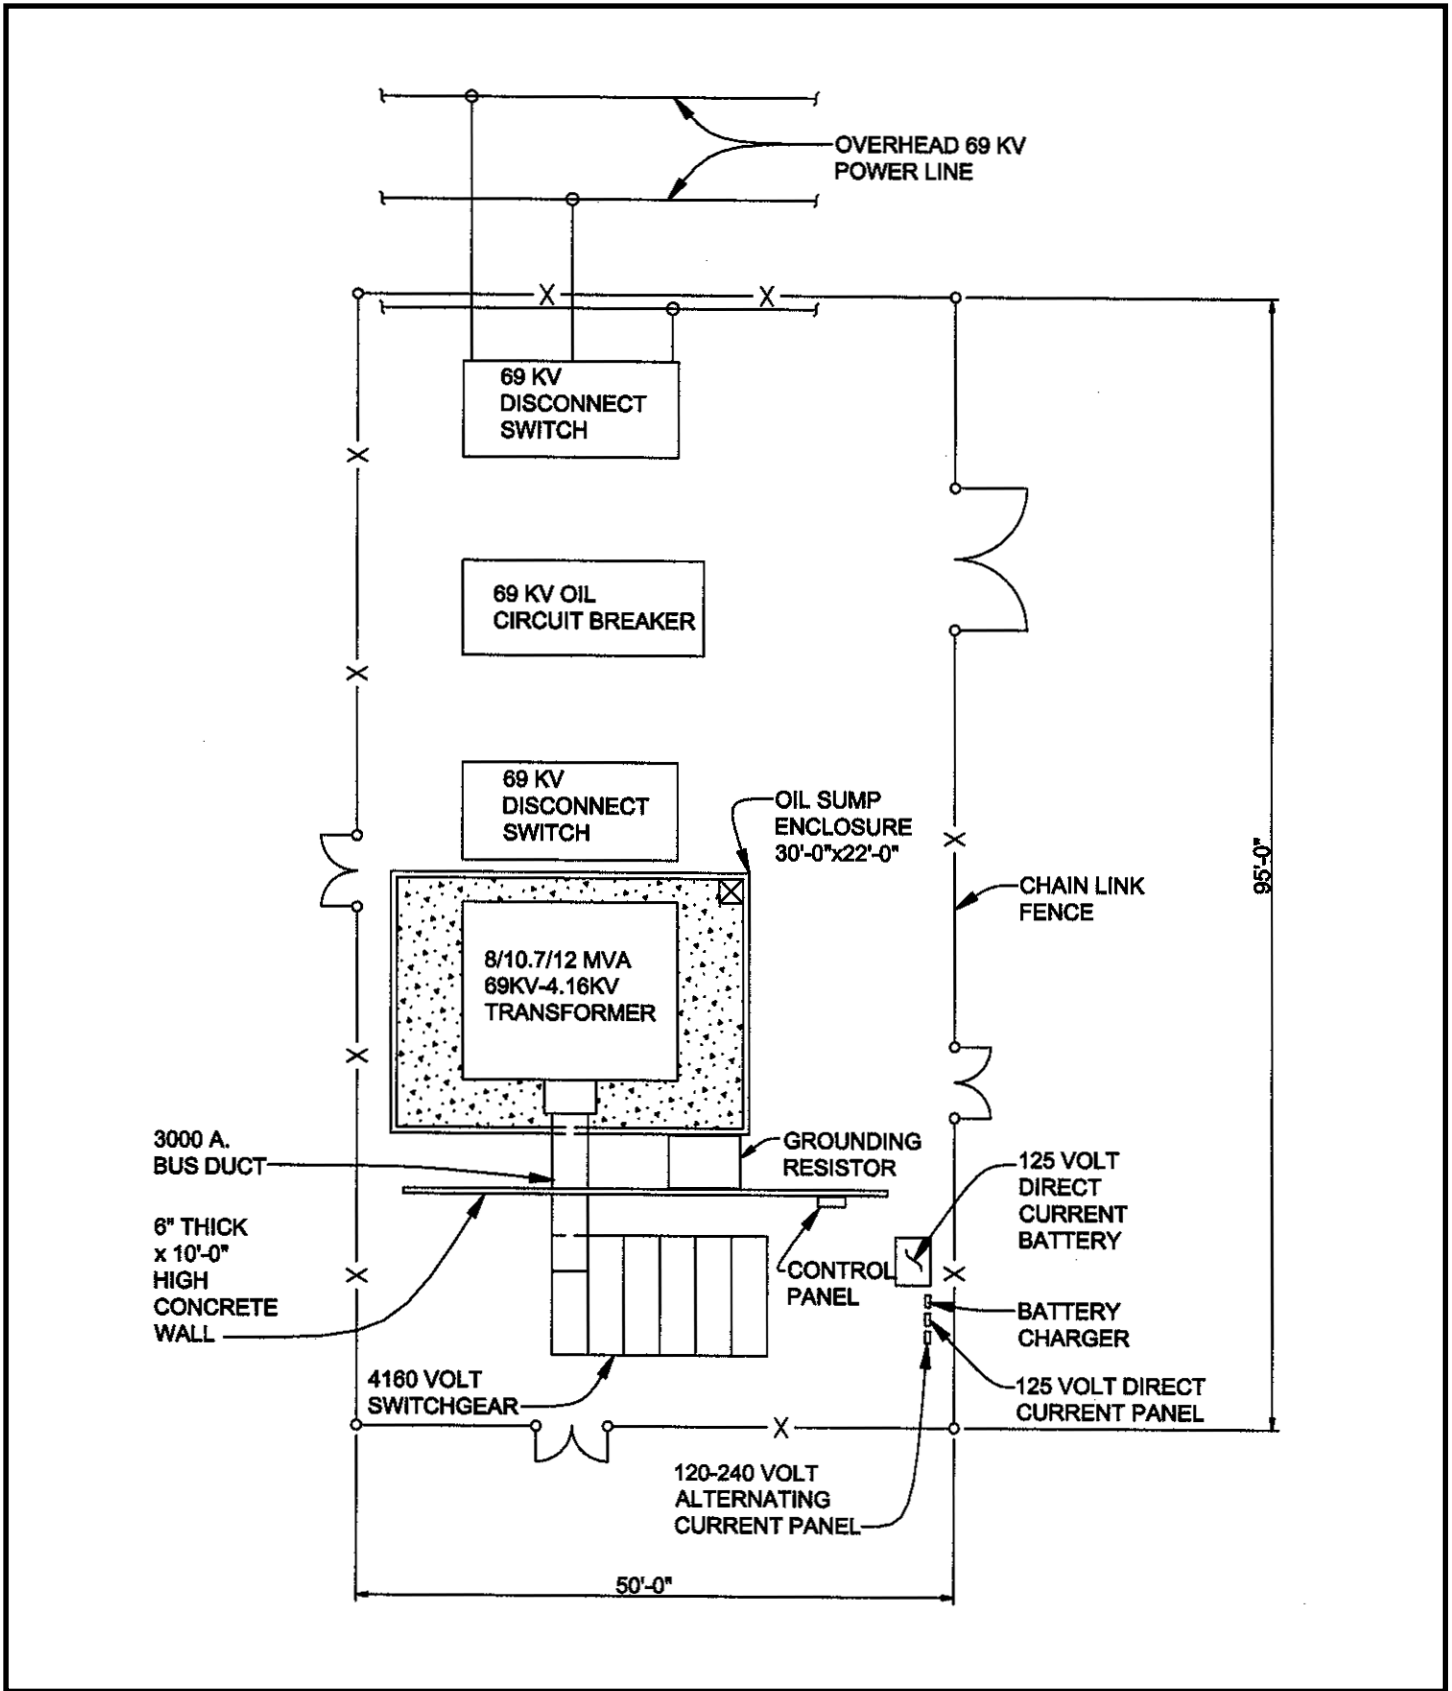 OVERHEAD 69 KV
POWER LINE
69 KV
DISCONNECT
SWITCH
69 KV OIL
CIRCUIT BREAKER
69 KV
DISCONNECT
SWITCH
OIL SUMP
ENCLOSURE
30'-0"x22'-0"
95'-0"
CHAIN LINK
FENCE
8/10.7/12 MVA
69KV-4.16KV
TRANSFORMER
3000 A.
BUS DUCT
GROUNDING
RESISTOR
125 VOLT
DIRECT
CURRENT
BATTERY
6" THICK
x 10'-0"
HIGH
CONCRETE
WALL
CONTROL
PANEL
BATTERY
CHARGER
4160 VOLT
SWITCHGEAR
125 VOLT DIRECT
CURRENT PANEL
120-240 VOLT
ALTERNATING
CURRENT PANEL
50'-0"